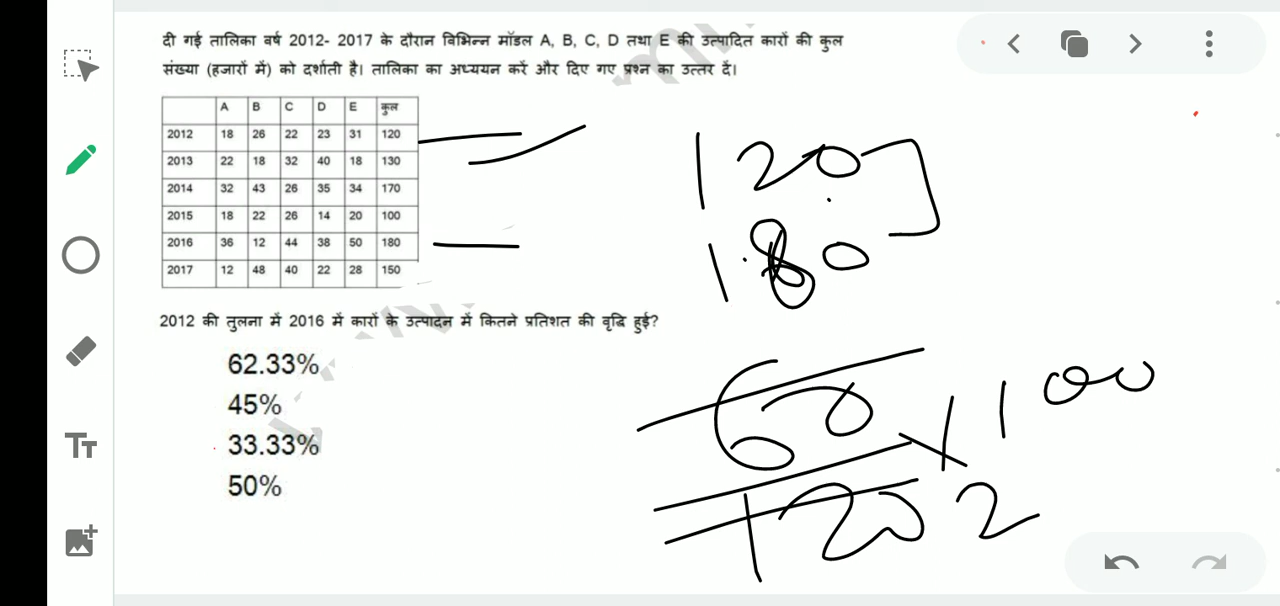 दी गई तालिका वर्ष 2012- 2017 के दौरान विभिन्न मॉडल A, B, C, D तथा E की उत्पादित कारों की कुल
संख्या (हजारों में) को दर्शाती है। तालिका का अध्ययन करें और दिए गए प्रश्न का उत्तर दें।
A B C D E कुल
2012 18 26 22 23 31 120
2013 22 18 32 40 18 130
2014 32 43 26 35 34 170
2015 18 22 26 14 20 100
2016 36 12 44 38 50 180
2017 12 48 40 22 28 150
2012 की तुलना में 2016 में कारों के उत्पादन में कितने प्रतिशत की वृद्धि हुई?
62.33%
45%
33.33%
50%
120
180
60 x 100
120 2
Tт